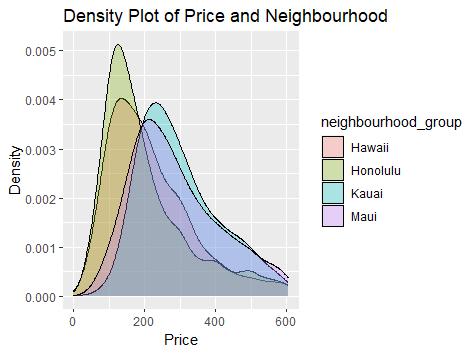 Density Plot of Price and Neighbourhood
0.005
0.004
0.003
0.002
0.001
0.000
Density
0
200
400
600
Price
neighbourhood_group
Hawaii
Honolulu
Kauai
Maui